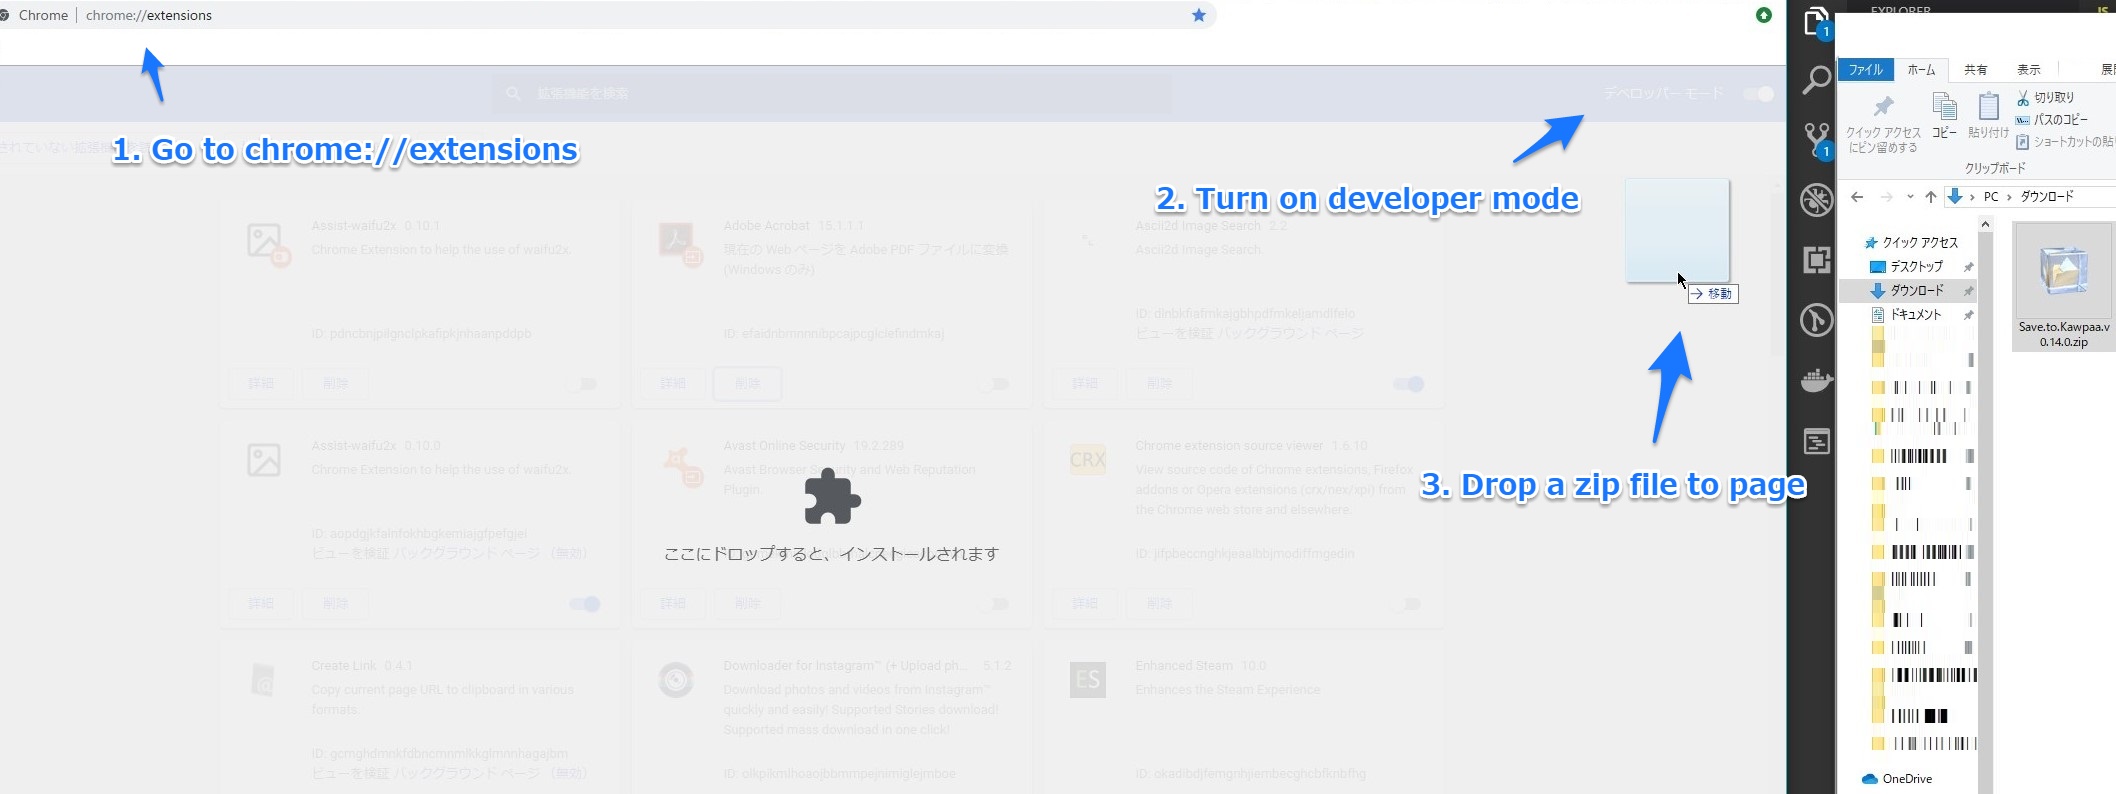 Chrome
chrome://extensions
1. Go to chrome://extensions
拡張機能を検索
デベロッパー モード
2. Turn on developer mode
Assist-waifu2x 0.10.1
Chrome Extension to help the use of waifu2x.
詳細
削除
Adobe Acrobat 15.1.1.1
現在の Web ページを Adobe PDF ファイルに変換
(Windows のみ)
詳細
削除
Ascii2d Image Search 2.2
Ascii2d Image Search.
ビューを検証 バックグラウンド ページ
詳細
削除
移動
3. Drop a zip file to page
Assist-waifu2x 0.10.0
Chrome Extension to help the use of waifu2x.
ビューを検証 バックグラウンド ページ (無効)
詳細
削除
Avast Online Security 19.2.289
Avast Browser Security and Web Reputation
Plugin.
ここにドロップすると、インストールされます
詳細
削除
CRX
Chrome extension source viewer 1.6.10
View source code of Chrome extensions, Firefox
addons or Opera extensions (crx/nex/xpi) from
the Chrome web store and elsewhere.
詳細
削除
Create Link 0.4.1
Copy current page URL to clipboard in various
formats.
ビューを検証 バックグラウンド ページ (無効)
Downloader for Instagram™ (+ Upload ph... 5.1.2
Download photos and videos from Instagram™
quickly and easily! Supported Stories download!
Supported mass download in one click!
ES
Enhanced Steam 10.0
Enhances the Steam Experience
EXPLORER
JS
1
1
ファイル
ホーム
共有
表示
クイック アクセス
にピン留めする
コピー
貼り付け
切り取り
パスのコピー
ショートカットの貼り
クリップボード
PC
ダウンロード
クイック アクセス
デスクトップ
ダウンロード
ドキュメント
OneDrive
Save.to.Kawpaa.v
0.14.0.zip